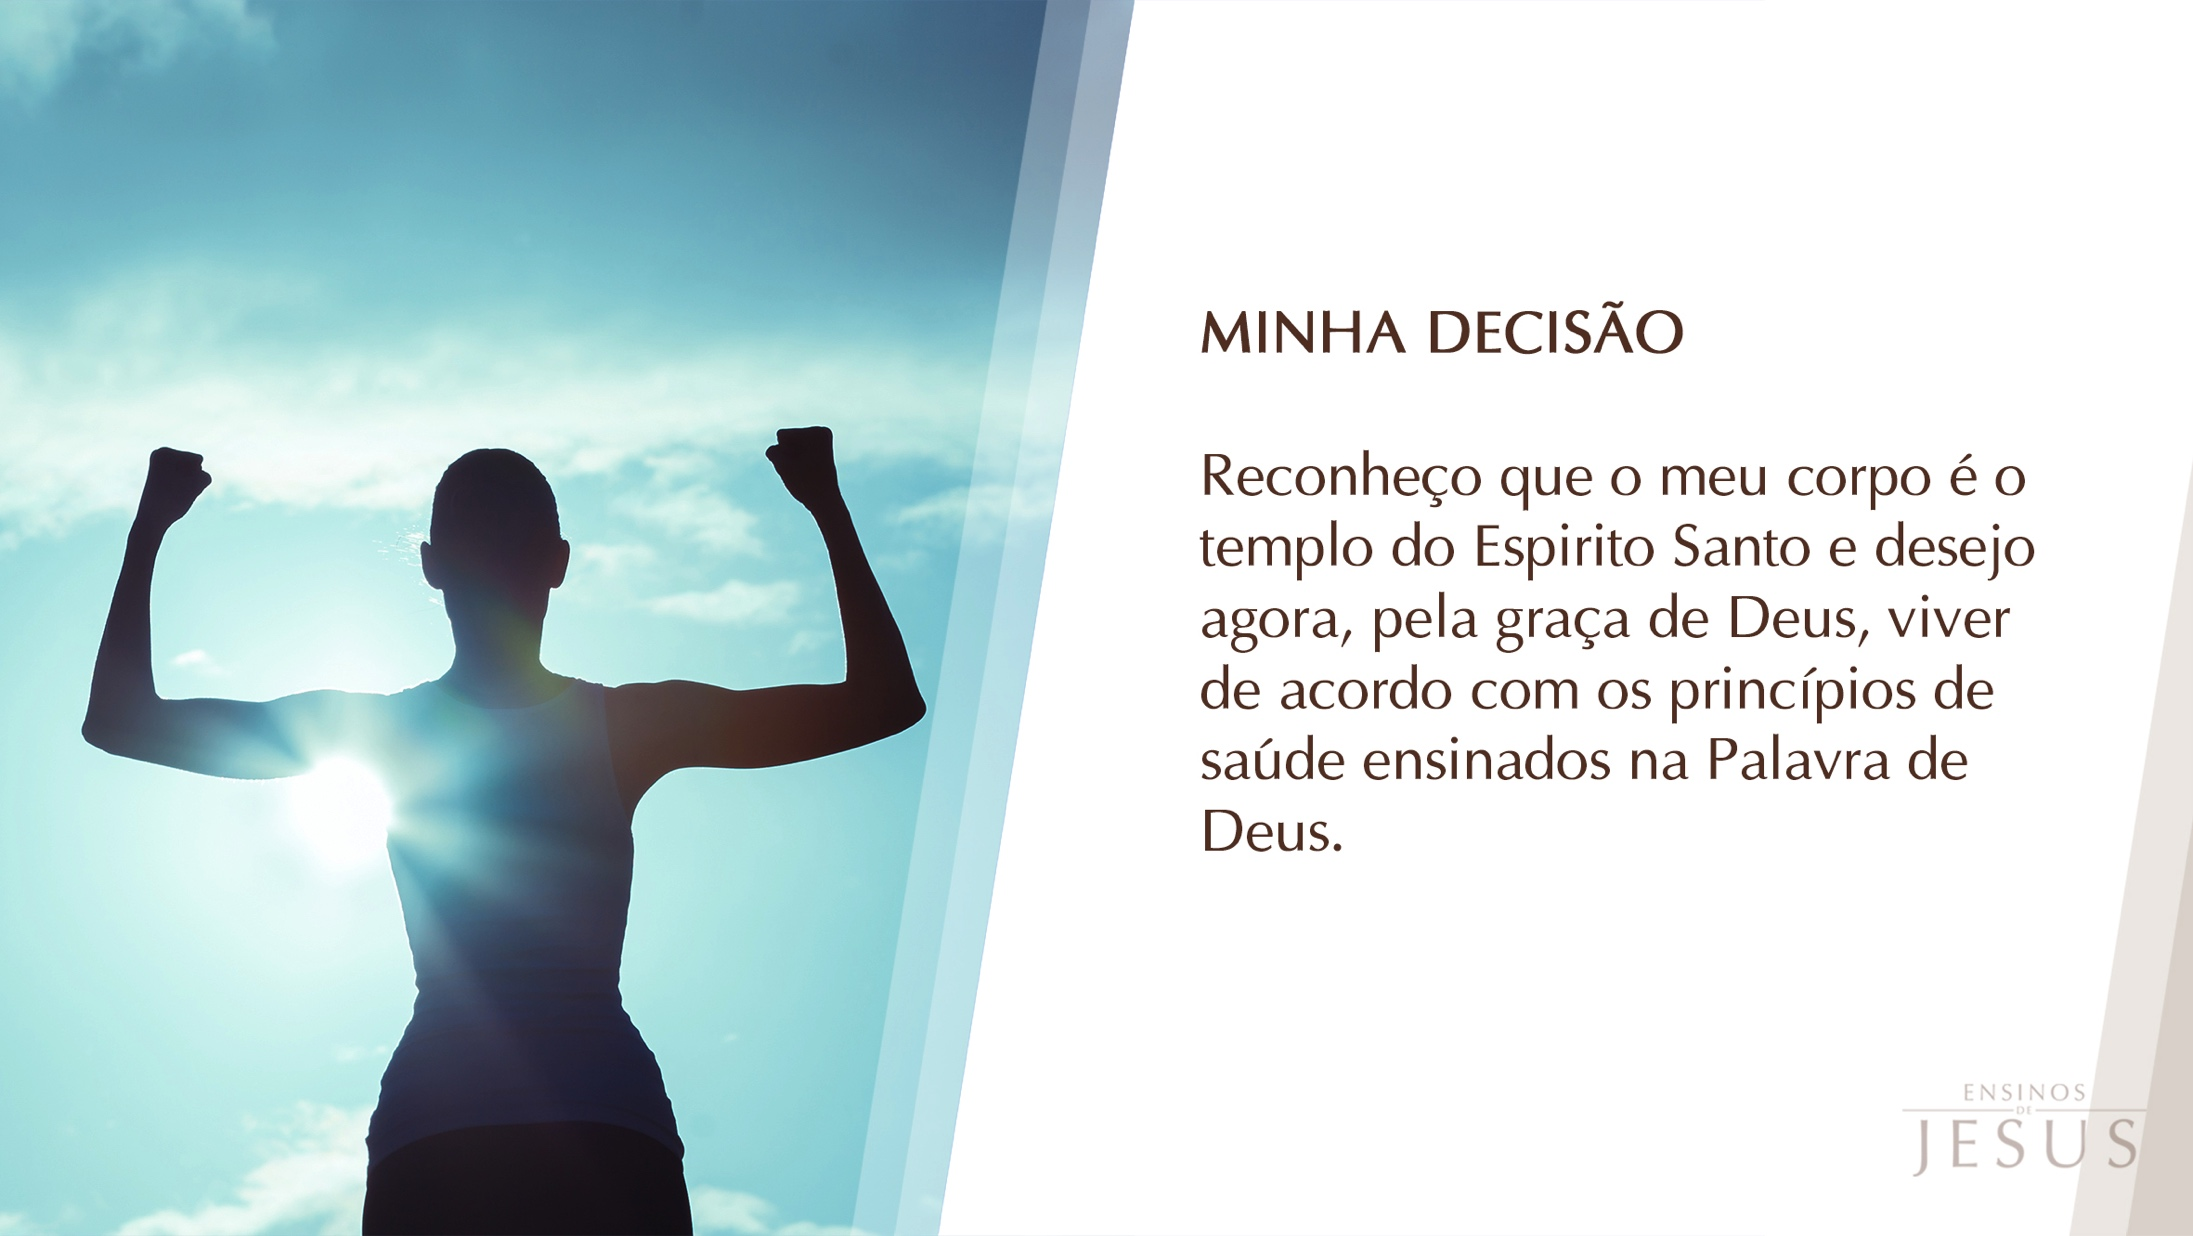 MINHA DECISÃO
Reconheço que o meu corpo é o
templo do Espirito Santo e desejo
agora, pela graça de Deus, viver
de acordo com os princípios de
saúde ensinados na Palavra de
Deus.
ENSINOS
DE
JESUS